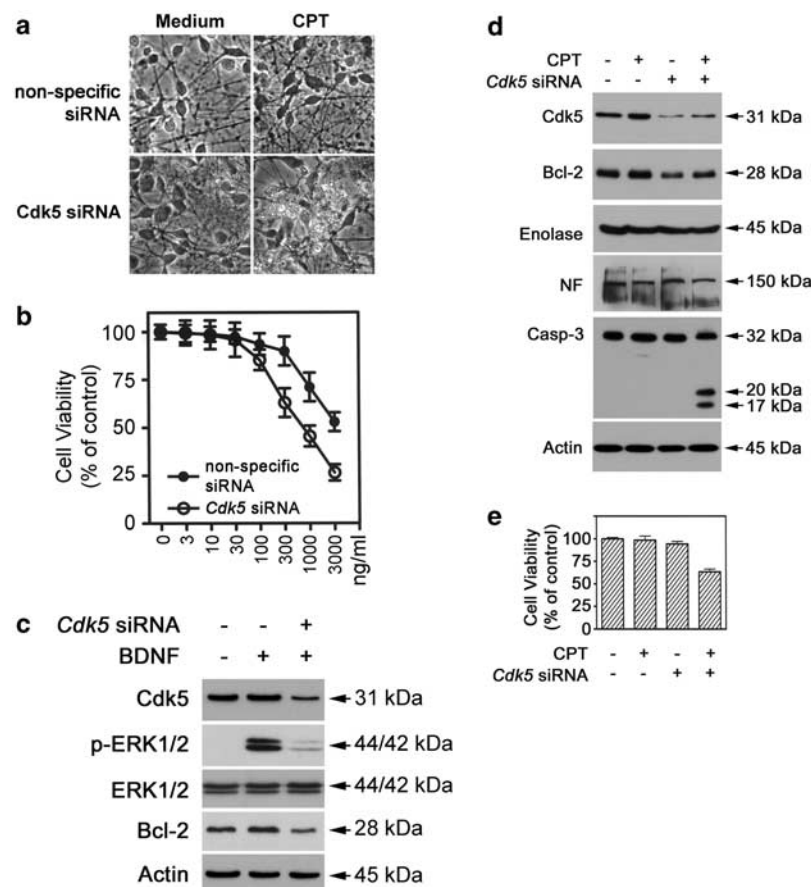 a
Medium CPT
non-specific
siRNA
Cdk5 siRNA
b
Cell Viability
(% of control)
100
75
50
25
0
non-specific
siRNA
Cdk5 siRNA
0 3 10 30 100 300 1000 3000 ng/ml
c
Cdk5 siRNA - - +
BDNF - + +
Cdk5 31 kDa
p-ERK1/2 44/42 kDa
ERK1/2 44/42 kDa
Bcl-2 28 kDa
Actin 45 kDa
d
CPT - + - +
Cdk5 siRNA - - + +
Cdk5 31 kDa
Bcl-2 28 kDa
Enolase 45 kDa
NF 150 kDa
Casp-3 32 kDa
20 kDa
17 kDa
Actin 45 kDa
e
Cell Viability
(% of control)
100
75
50
25
0
CPT - + - +
Cdk5 siRNA - - + +